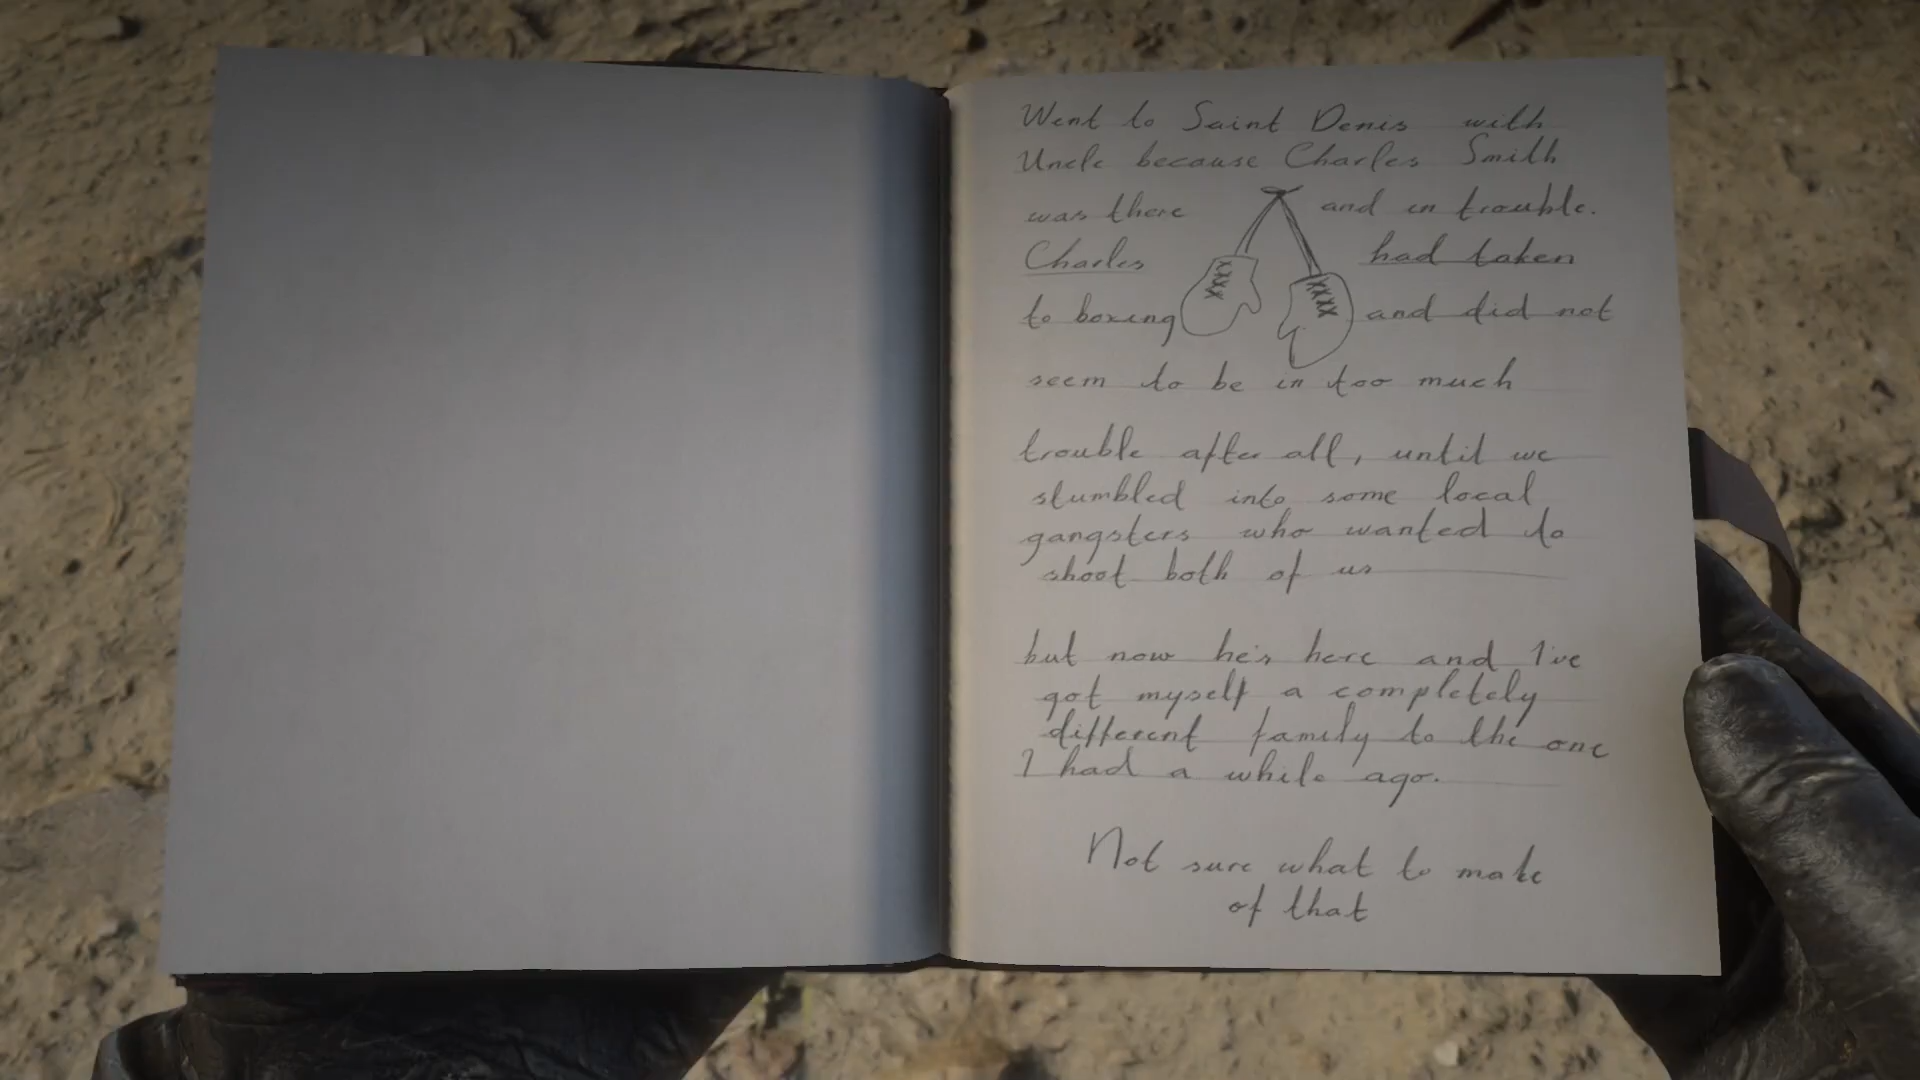 Went to Saint Denis with
Uncle because Charles Smith
was there and in trouble.
Charles had taken
to boxing and did not
seem to be in too much
trouble after all, until we
stumbled into some local
gangsters who wanted to
shoot both of us
but now he's here and I've
got myself a completely
different family to the one
I had a while ago.
Not sure what to make
of that